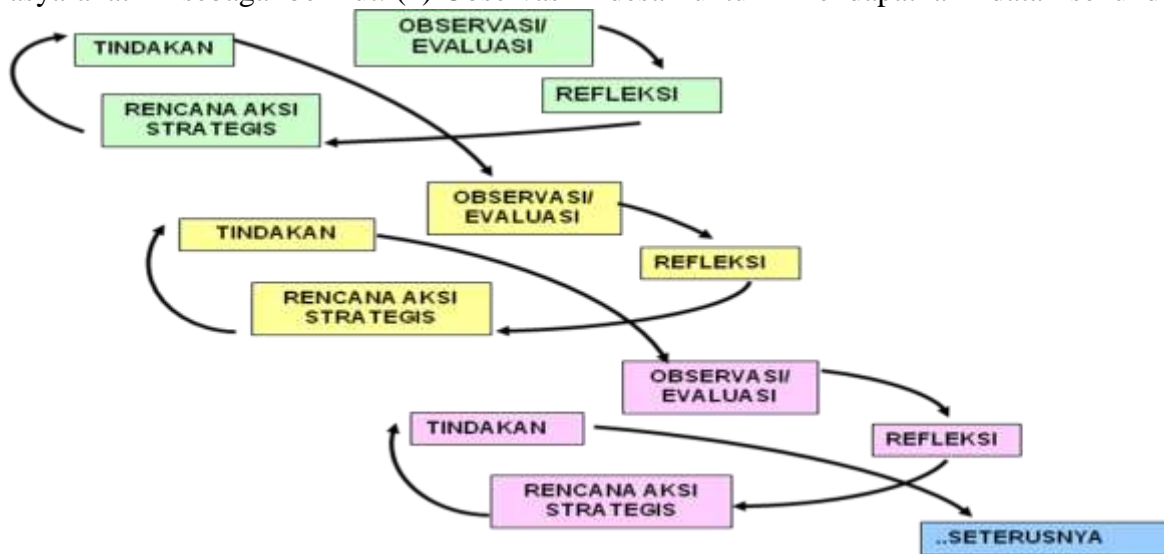 OBSERVASI/
EVALUASI
TINDAKAN
REFLEKSI
RENCANA AKSI
STRATEGIS
OBSERVASI/
EVALUASI
TINDAKAN
REFLEKSI
RENCANA AKSI
STRATEGIS
OBSERVASI/
EVALUASI
TINDAKAN
REFLEKSI
RENCANA AKSI
STRATEGIS
..SETERUSNYA